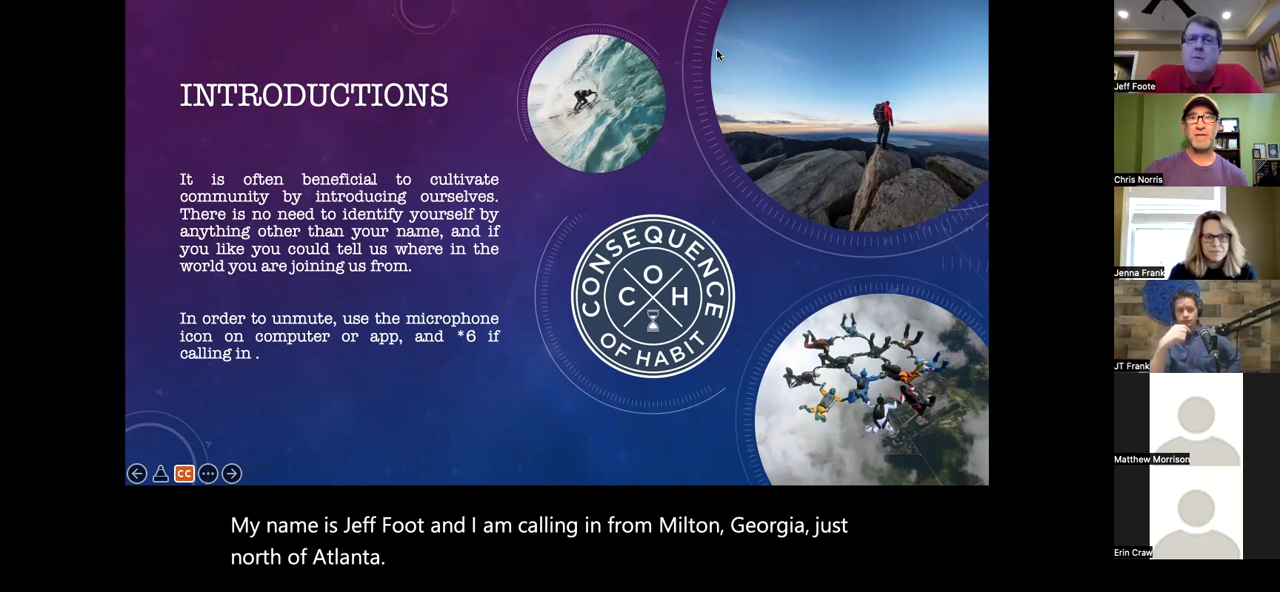 INTRODUCTIONS
It is often beneficial to cultivate
community by introducing ourselves.
There is no need to identify yourself by
anything other than your name, and if
you like you could tell us where in the
world you are joining us from.
In order to unmute, use the microphone
icon on computer or app, and *6 if
calling in .
CONSEQUENCE
OF HABIT
O
C H
CC
My name is Jeff Foot and I am calling in from Milton, Georgia, just
north of Atlanta.
Jeff Foote
Chris Norris
Jenna Frank
JT Frank
Matthew Morrison
Erin Craw